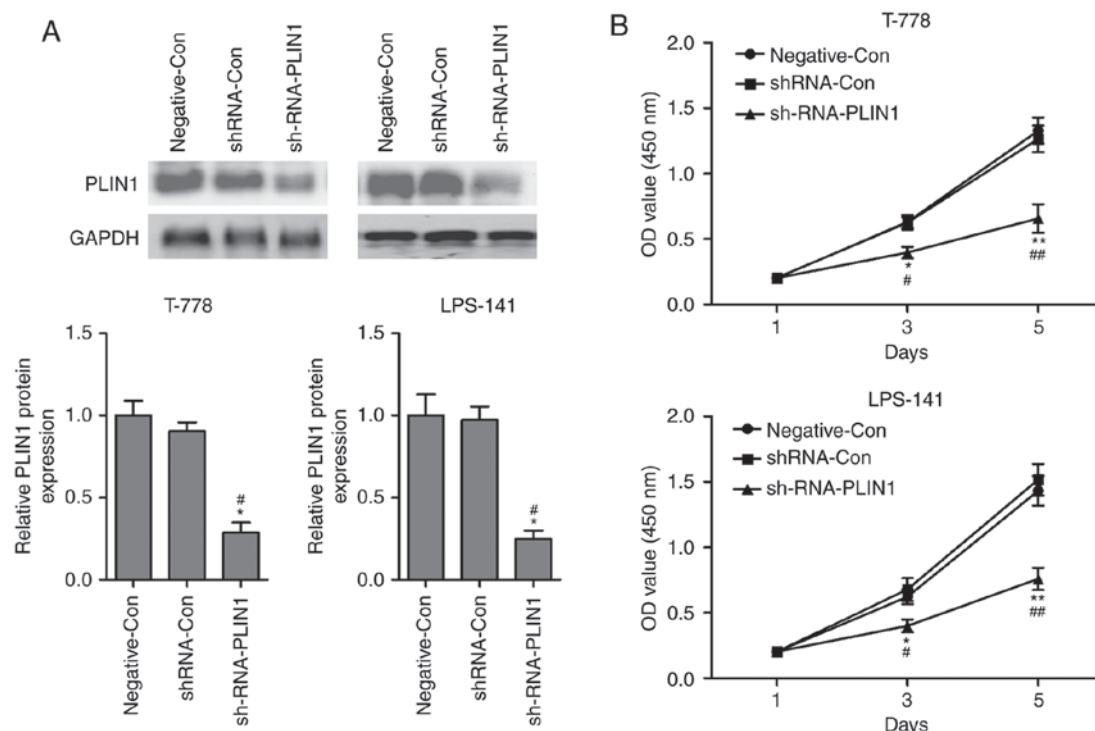 A
Negative-Con
shRNA-Con
sh-RNA-PLIN1
Negative-Con
shRNA-Con
sh-RNA-PLIN1
PLIN1
GAPDH
T-778
Relative PLIN1 protein
expression
1.5
1.0
0.5
0.0
#
*
Negative-Con
shRNA-Con
sh-RNA-PLIN1
LPS-141
Relative PLIN1 protein
expression
1.5
1.0
0.5
0.0
#
*
Negative-Con
shRNA-Con
sh-RNA-PLIN1
B
T-778
Negative-Con
shRNA-Con
sh-RNA-PLIN1
OD value (450 nm)
2.0
1.5
1.0
0.5
0.0
*
#
**
##
1 3 5
Days
LPS-141
Negative-Con
shRNA-Con
sh-RNA-PLIN1
OD value (450 nm)
2.0
1.5
1.0
0.5
0.0
*
#
**
##
1 3 5
Days